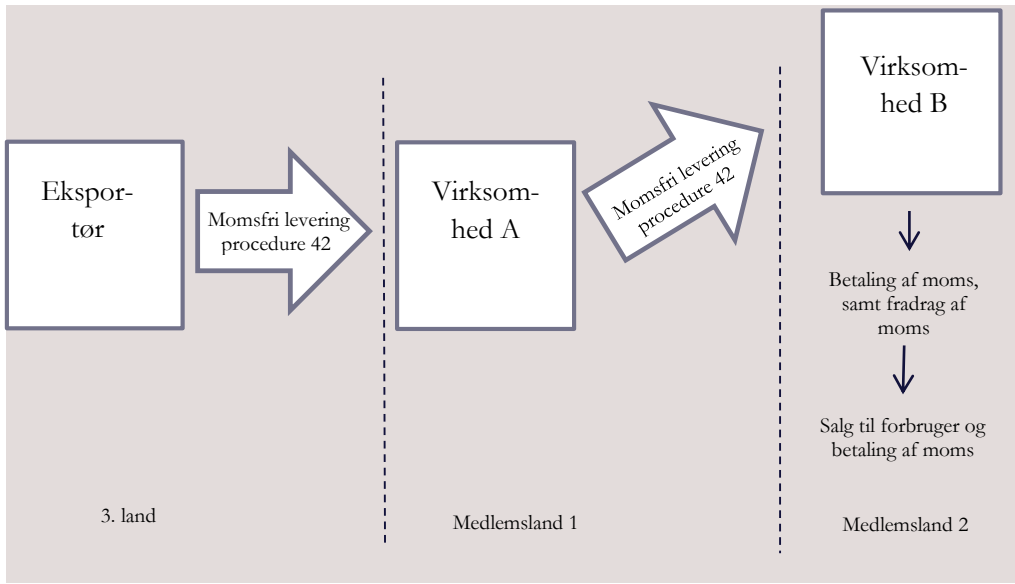 Ekspor-
tør
Momsfri levering
procedure 42
Virksom-
hed A
Momsfri levering
procedure 42
Virksom-
hed B
Betaling af moms,
samt fradrag af
moms
Salg til forbruger og
betaling af moms
3. land
Medlemsland 1
Medlemsland 2